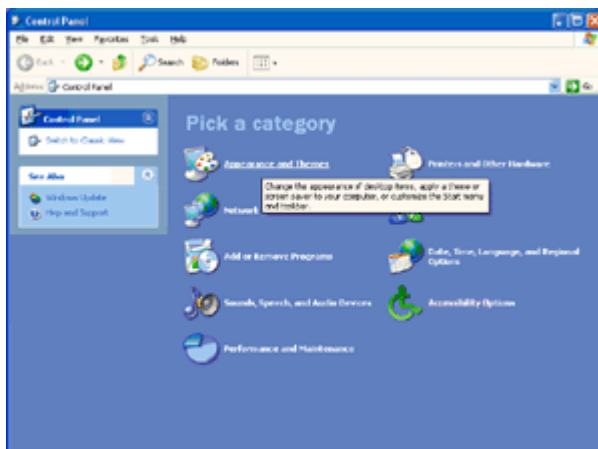 Control Panel
File Edit View Favorites Tools Help
Back Search Folders
Address Control Panel Go
Control Panel
Switch to Classic View
See Also
Windows Update
Help and Support
Pick a category
Appearance and Themes
Printers and Other Hardware
Change the appearance of desktop items, apply a theme or
screen saver to your computer, or customize the Start menu
and taskbar.
Network
Add or Remove Programs
Date, Time, Language, and Regional
Options
Sounds, Speech, and Audio Devices
Accessibility Options
Performance and Maintenance